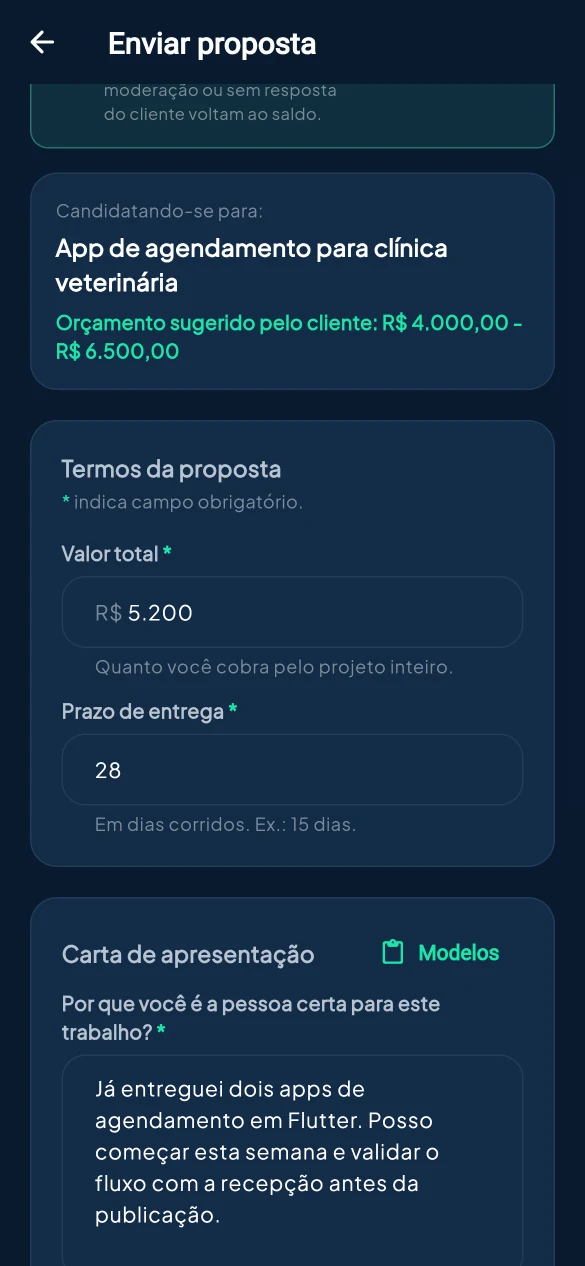 Enviar proposta
moderação ou sem resposta
do cliente voltam ao saldo.
Candidatando-se para:
App de agendamento para clínica
veterinária
Orçamento sugerido pelo cliente: R$ 4.000,00 -
R$ 6.500,00
Termos da proposta
* indica campo obrigatório.
Valor total *
R$ 5.200
Quanto você cobra pelo projeto inteiro.
Prazo de entrega *
28
Em dias corridos. Ex.: 15 dias.
Carta de apresentação
Modelos
Por que você é a pessoa certa para este
trabalho? *
Já entreguei dois apps de
agendamento em Flutter. Posso
começar esta semana e validar o
fluxo com a recepção antes da
publicação.